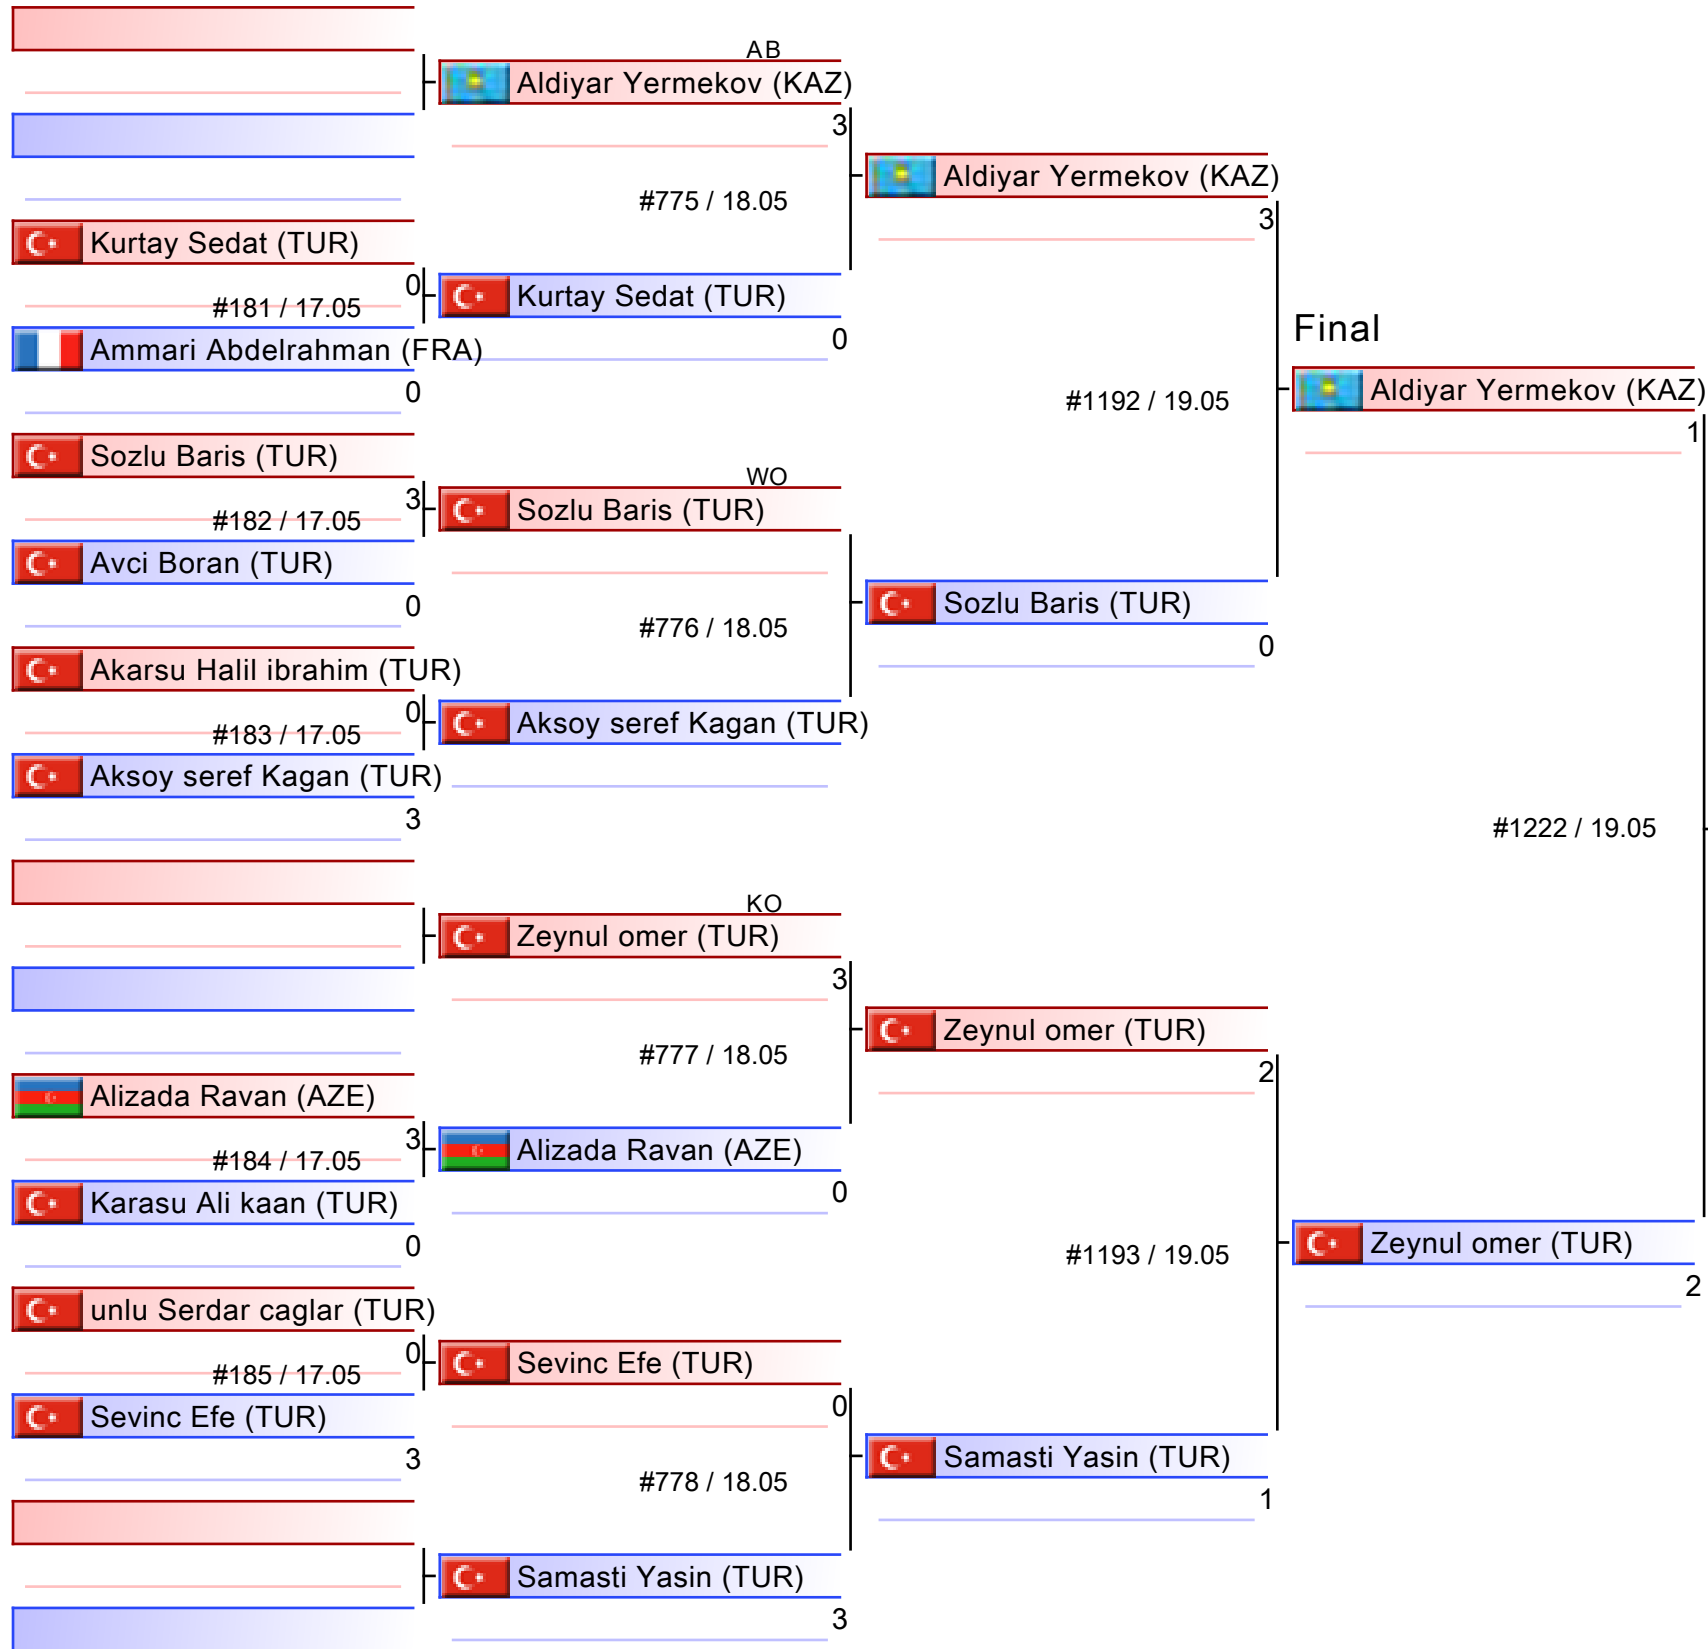 AB
Aldiyar Yermekov (KAZ)
3
#775 / 18.05
Aldiyar Yermekov (KAZ)
3
Kurtay Sedat (TUR)
0
#181 / 17.05
Kurtay Sedat (TUR)
0
Ammari Abdelrahman (FRA)
0
Final
#1192 / 19.05
Aldiyar Yermekov (KAZ)
1
Sozlu Baris (TUR)
3
#182 / 17.05
WO
Sozlu Baris (TUR)
Avci Boran (TUR)
0
#776 / 18.05
Sozlu Baris (TUR)
0
Akarsu Halil ibrahim (TUR)
0
#183 / 17.05
Aksoy seref Kagan (TUR)
Aksoy seref Kagan (TUR)
3
#1222 / 19.05
KO
Zeynul omer (TUR)
3
#777 / 18.05
Zeynul omer (TUR)
2
Alizada Ravan (AZE)
3
#184 / 17.05
Alizada Ravan (AZE)
0
Karasu Ali kaan (TUR)
0
#1193 / 19.05
Zeynul omer (TUR)
2
unlu Serdar caglar (TUR)
0
#185 / 17.05
Sevinc Efe (TUR)
0
Sevinc Efe (TUR)
3
#778 / 18.05
Samasti Yasin (TUR)
1
Samasti Yasin (TUR)
3